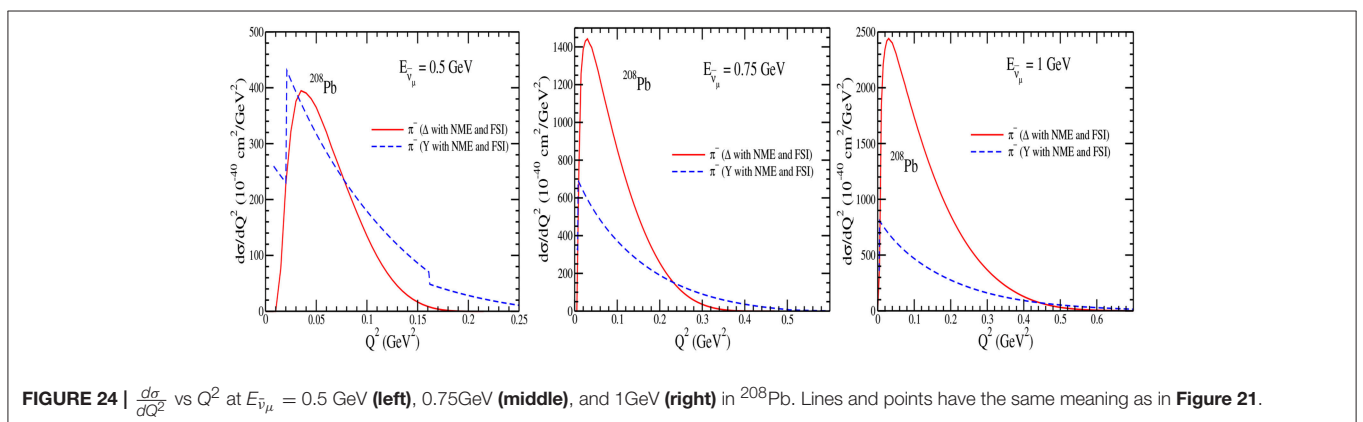 500
400
300
200
100
0
dσ/dQ² (10⁻⁴⁰ cm²/GeV²)
E_ν̅μ = 0.5 GeV
²⁰⁸Pb
π⁻ (Δ with NME and FSI)
π⁻ (Y with NME and FSI)
0 0.05 0.1 0.15 0.2 0.25
Q² (GeV²)
1400
1200
1000
800
600
400
200
0
dσ/dQ² (10⁻⁴⁰ cm²/GeV²)
E_ν̅μ = 0.75 GeV
²⁰⁸Pb
π⁻ (Δ with NME and FSI)
π⁻ (Y with NME and FSI)
0 0.1 0.2 0.3 0.4 0.5
Q² (GeV²)
2500
2000
1500
1000
500
0
dσ/dQ² (10⁻⁴⁰ cm²/GeV²)
E_ν̅μ = 1 GeV
π⁻ (Δ with NME and FSI)
π⁻ (Y with NME and FSI)
²⁰⁸Pb
0 0.1 0.2 0.3 0.4 0.5 0.6
Q² (GeV²)
FIGURE 24 | dσ/dQ² vs Q² at E_ν̅μ = 0.5 GeV (left), 0.75GeV (middle), and 1GeV (right) in ²⁰⁸Pb. Lines and points have the same meaning as in Figure 21.